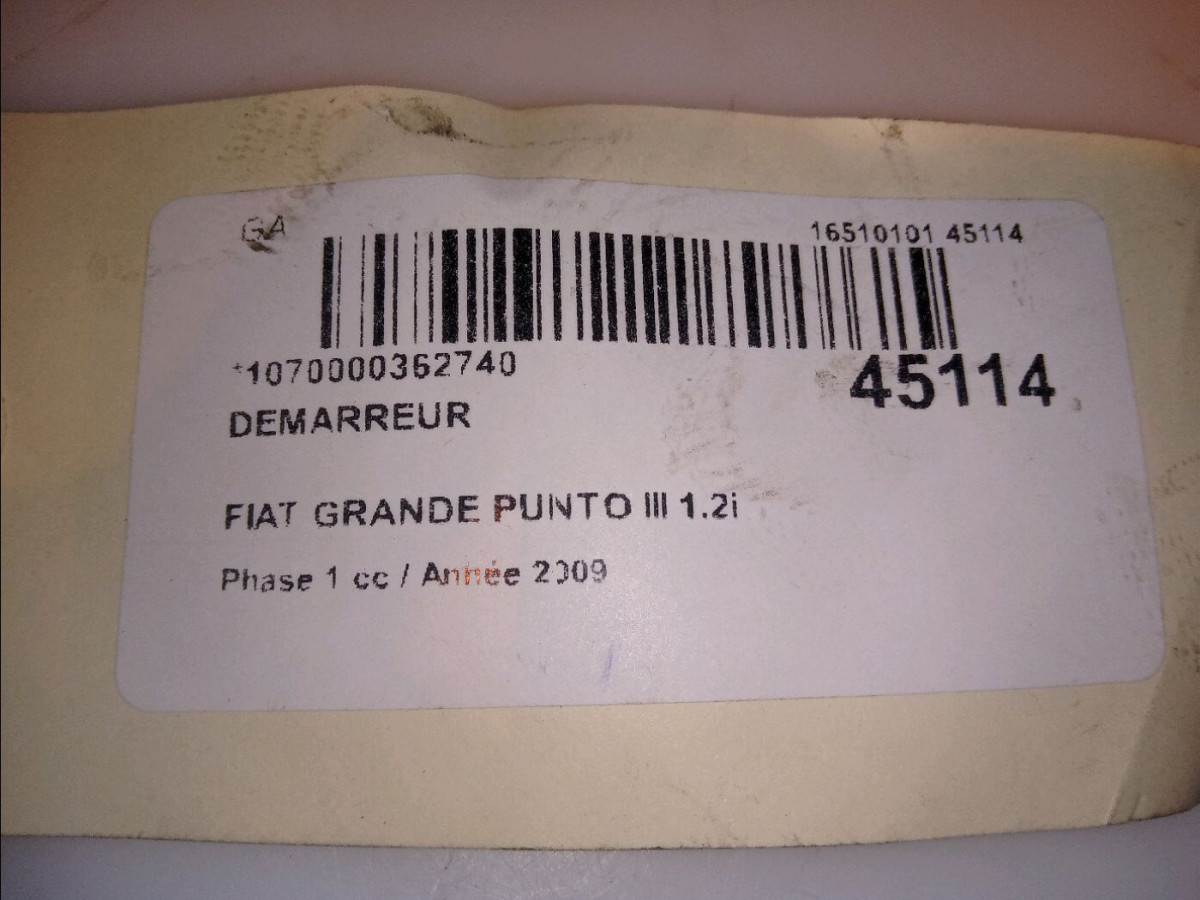 GA
16510101 45114
*1070000362740
45114
DEMARREUR
FIAT GRANDE PUNTO III 1.2i
Phase 1 cc / Année 2009